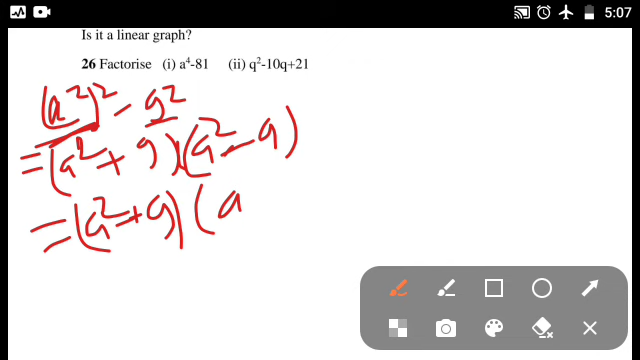 5:07
Is it a linear graph?
26 Factorise (i) a⁴-81 (ii) q²-10q+21
(a²)² - 9²
= (a² + 9)(a² - 9)
= (a² + 9)(a